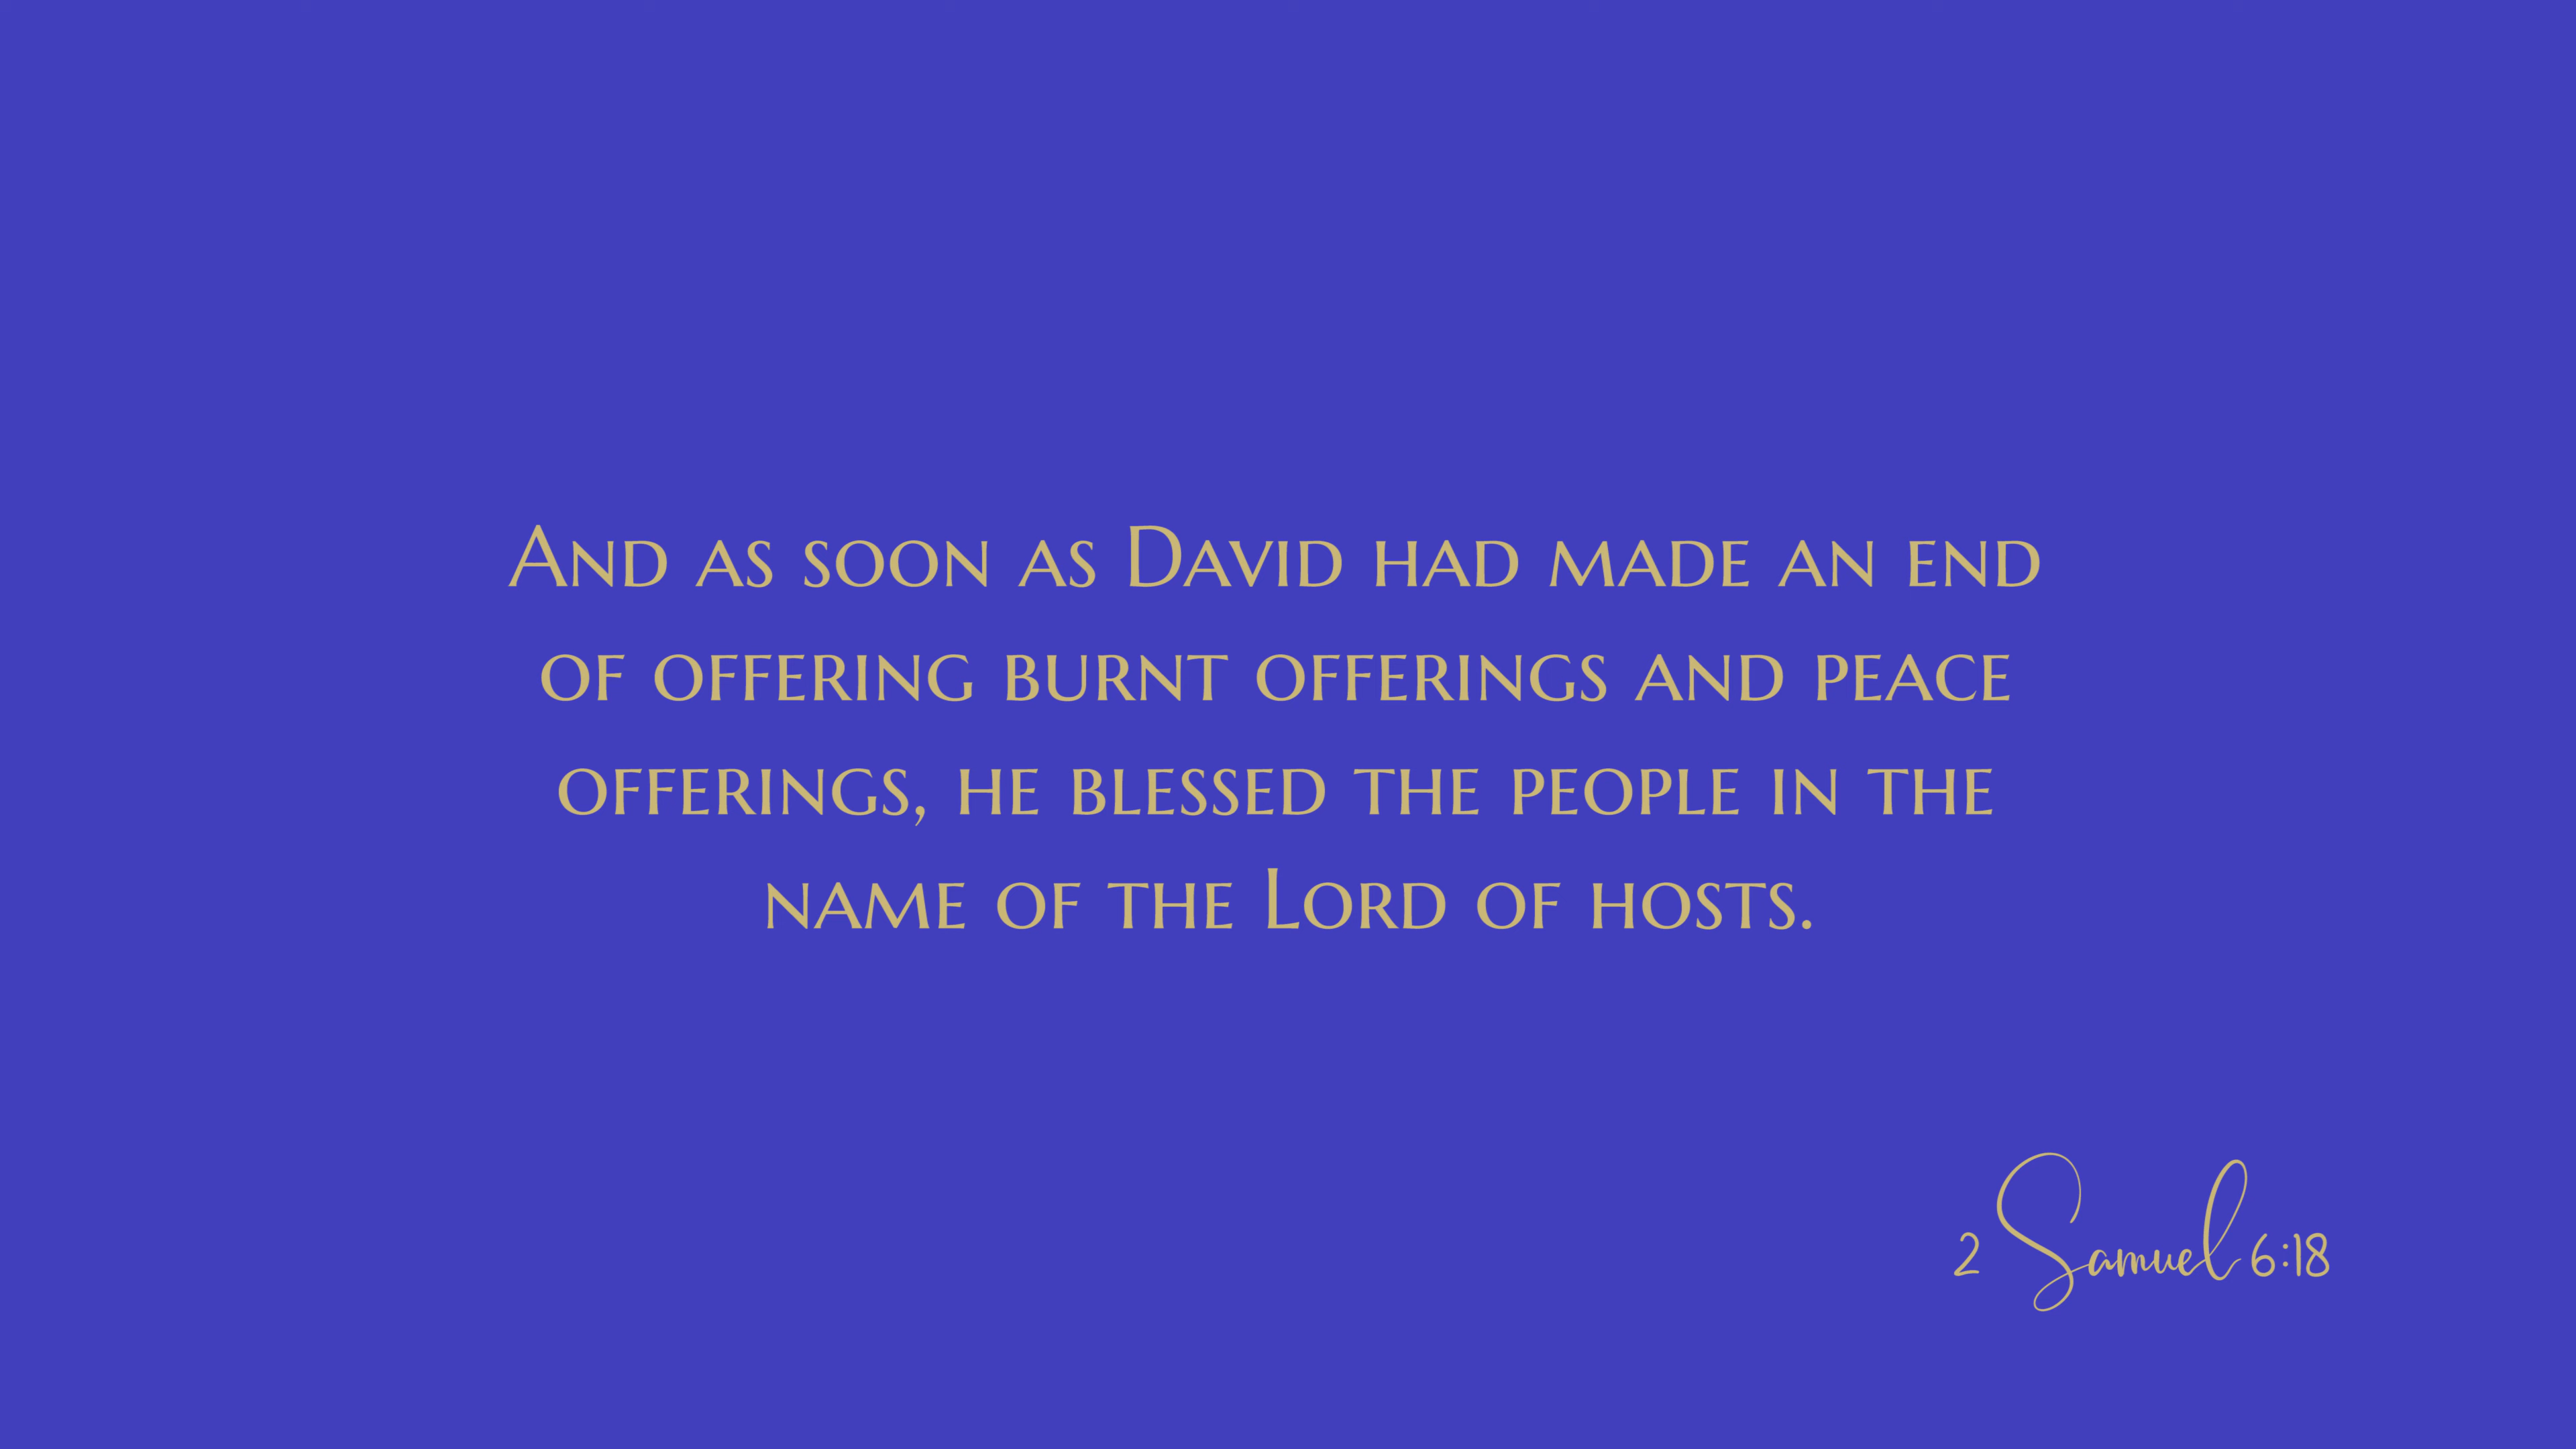 And as soon as David had made an end
of offering burnt offerings and peace
offerings, he blessed the people in the
name of the Lord of hosts.
2 Samuel 6:18